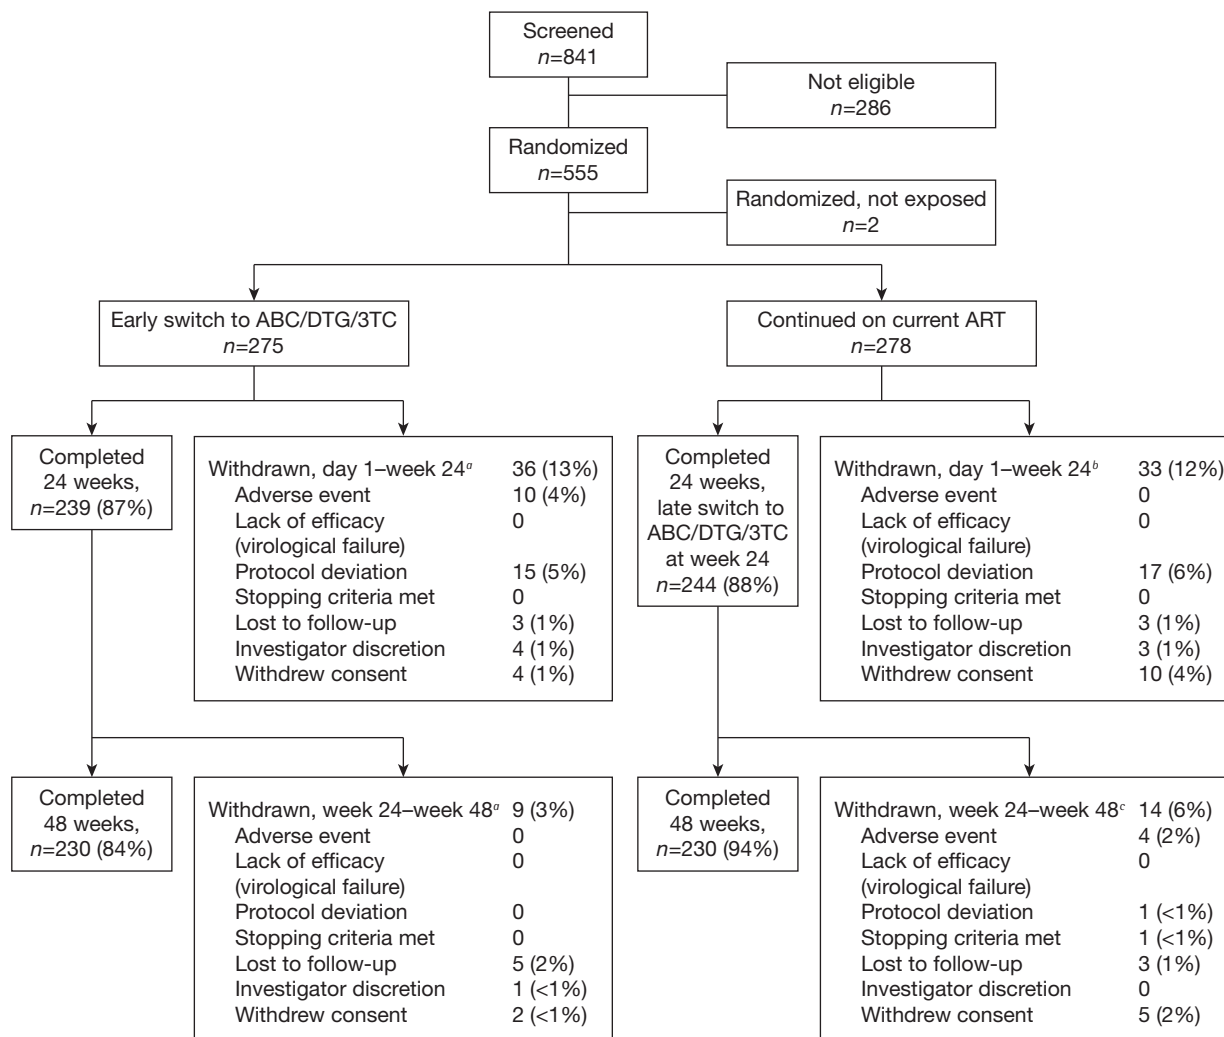 Screened
n=841
Not eligible
n=286
Randomized
n=555
Randomized, not exposed
n=2
Early switch to ABC/DTG/3TC
n=275
Continued on current ART
n=278
Completed
24 weeks,
n=239 (87%)
Withdrawn, day 1–week 24ᵃ 36 (13%)
Adverse event 10 (4%)
Lack of efficacy 0
(virological failure)
Protocol deviation 15 (5%)
Stopping criteria met 0
Lost to follow-up 3 (1%)
Investigator discretion 4 (1%)
Withdrew consent 4 (1%)
Completed
24 weeks,
late switch to
ABC/DTG/3TC
at week 24
n=244 (88%)
Withdrawn, day 1–week 24ᵇ 33 (12%)
Adverse event 0
Lack of efficacy 0
(virological failure)
Protocol deviation 17 (6%)
Stopping criteria met 0
Lost to follow-up 3 (1%)
Investigator discretion 3 (1%)
Withdrew consent 10 (4%)
Completed
48 weeks,
n=230 (84%)
Withdrawn, week 24–week 48ᵃ 9 (3%)
Adverse event 0
Lack of efficacy 0
(virological failure)
Protocol deviation 0
Stopping criteria met 0
Lost to follow-up 5 (2%)
Investigator discretion 1 (<1%)
Withdrew consent 2 (<1%)
Completed
48 weeks,
n=230 (94%)
Withdrawn, week 24–week 48ᶜ 14 (6%)
Adverse event 4 (2%)
Lack of efficacy 0
(virological failure)
Protocol deviation 1 (<1%)
Stopping criteria met 1 (<1%)
Lost to follow-up 3 (1%)
Investigator discretion 0
Withdrew consent 5 (2%)